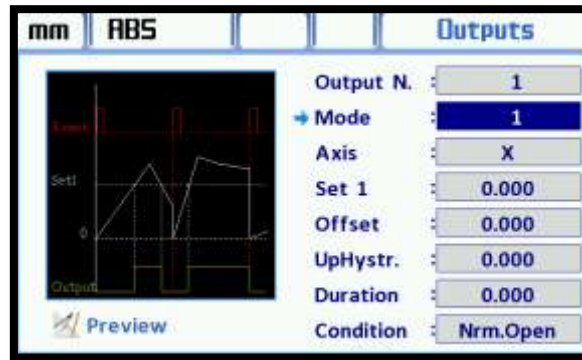 mm ABS Outputs
Output N. : 1
Mode : 1
Axis : X
Set 1 : 0.000
Offset : 0.000
UpHystr. : 0.000
Duration : 0.000
Condition : Nrm.Open
Reset
Set1
0
Output
Preview